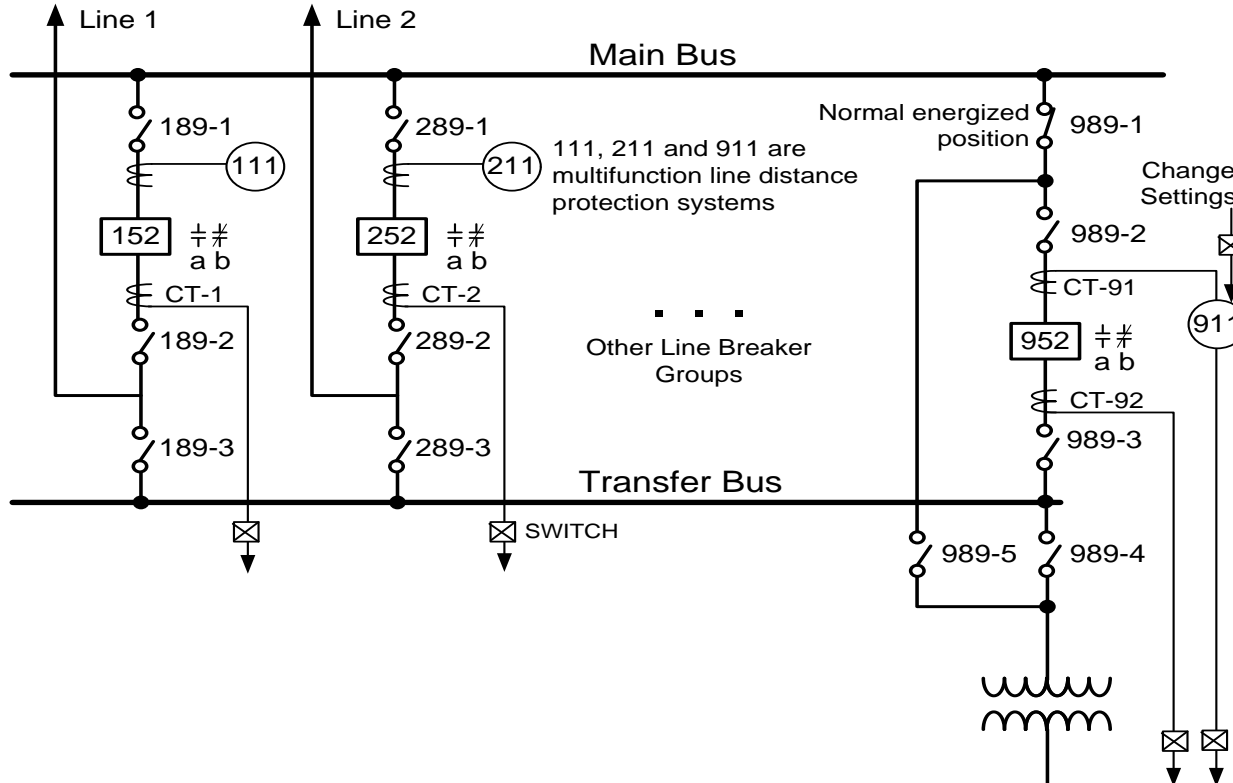 Line 1
Line 2
Main Bus
189-1
289-1
Normal energized
position
989-1
111
211
111, 211 and 911 are
multifunction line distance
protection systems
Change
Settings
989-2
152
a b
252
a b
CT-91
CT-1
CT-2
911
952
a b
189-2
289-2
Other Line Breaker
Groups
CT-92
189-3
289-3
989-3
Transfer Bus
SWITCH
989-5
989-4